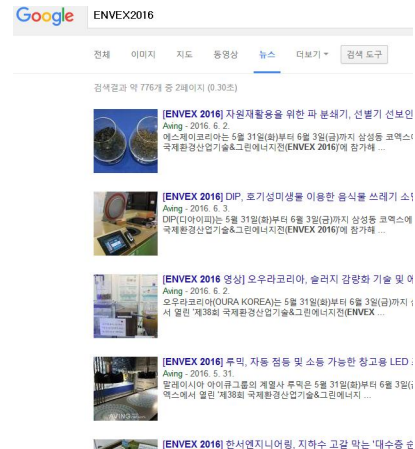 Google ENVEX2016
전체 이미지 지도 동영상 뉴스 더보기 검색 도구
검색결과 약 776개 중 2페이지 (0.30초)
[ENVEX 2016] 자원재활용을 위한 파 분쇄기, 선별기 선보인
Aving - 2016. 6. 2.
에스제이코리아는 5월 31일(화)부터 6월 3일(금)까지 삼성동 코엑스에
국제환경산업기술&그린에너지전(ENVEX 2016)'에 참가해 ...
[ENVEX 2016] DIP, 호기성미생물 이용한 음식물 쓰레기 소멸
Aving - 2016. 6. 3.
DIP(디아이피)는 5월 31일(화)부터 6월 3일(금)까지 삼성동 코엑스에
국제환경산업기술&그린에너지전(ENVEX 2016)'에 참가해 ...
[ENVEX 2016 영상] 오우라코리아, 슬러지 감량화 기술 및 에
Aving - 2016. 6. 2.
오우라코리아(OURA KOREA)는 5월 31일(화)부터 6월 3일(금)까지 삼
서 열린 '제38회 국제환경산업기술&그린에너지전(ENVEX ...
[ENVEX 2016] 루믹, 자동 점등 및 소등 가능한 창고용 LED
Aving - 2016. 5. 31.
말레이시아 아이큐그룹의 계열사 루믹은 5월 31일(화)부터 6월 3일(금
엑스에서 열린 '제38회 국제환경산업기술&그린에너지 ...
AVING
[ENVEX 2016] 한서엔지니어링, 지하수 고갈 막는 '대수층 순